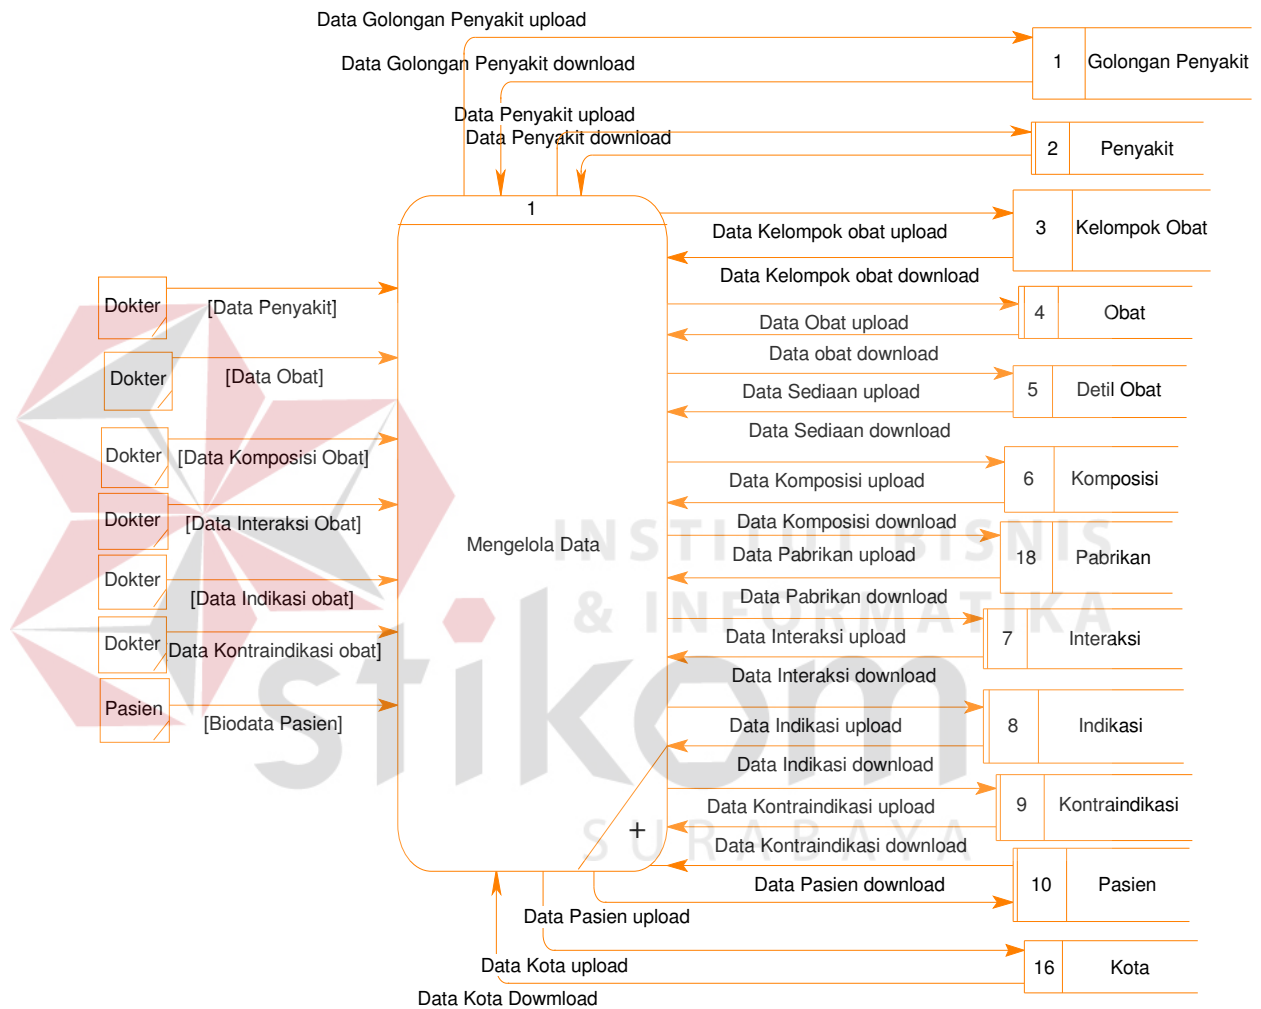 Data Golongan Penyakit upload
1 Golongan Penyakit
Data Golongan Penyakit download
Data Penyakit upload
Data Penyakit download
2 Penyakit
1
3 Kelompok Obat
Data Kelompok obat upload
Data Kelompok obat download
Dokter
[Data Penyakit]
4 Obat
Data Obat upload
Data obat download
Dokter
[Data Obat]
5 Detil Obat
Data Sediaan upload
Data Sediaan download
Dokter
[Data Komposisi Obat]
6 Komposisi
Data Komposisi upload
Data Komposisi download
Dokter
[Data Interaksi Obat]
Mengelola Data
INSTITUT BISNIS
18 Pabrikan
Data Pabrikan upload
Data Pabrikan download
Dokter
[Data Indikasi obat]
& INFORMATIKA
7 Interaksi
Data Interaksi upload
Data Interaksi download
Dokter
Data Kontraindikasi obat]
stikom
Pasien
[Biodata Pasien]
8 Indikasi
Data Indikasi upload
Data Indikasi download
9 Kontraindikasi
Data Kontraindikasi upload
+
SURABAYA
Data Kontraindikasi download
10 Pasien
Data Pasien download
Data Pasien upload
16 Kota
Data Kota upload
Data Kota Dowmload